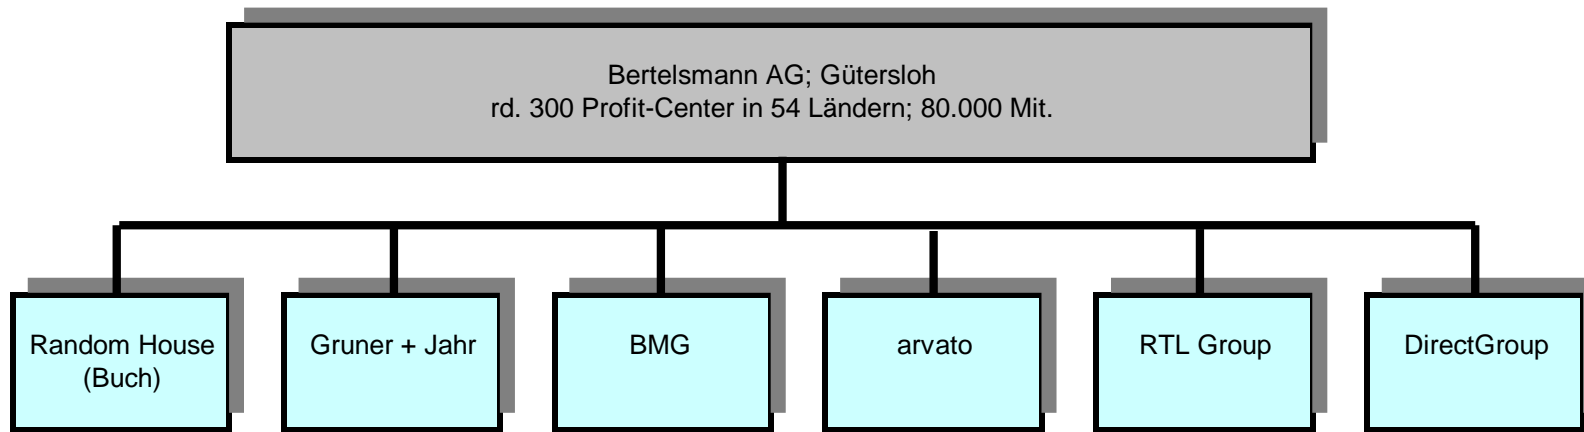 Bertelsmann AG; Gütersloh
rd. 300 Profit-Center in 54 Ländern; 80.000 Mit.
Random House
(Buch)
Gruner + Jahr
BMG
arvato
RTL Group
DirectGroup